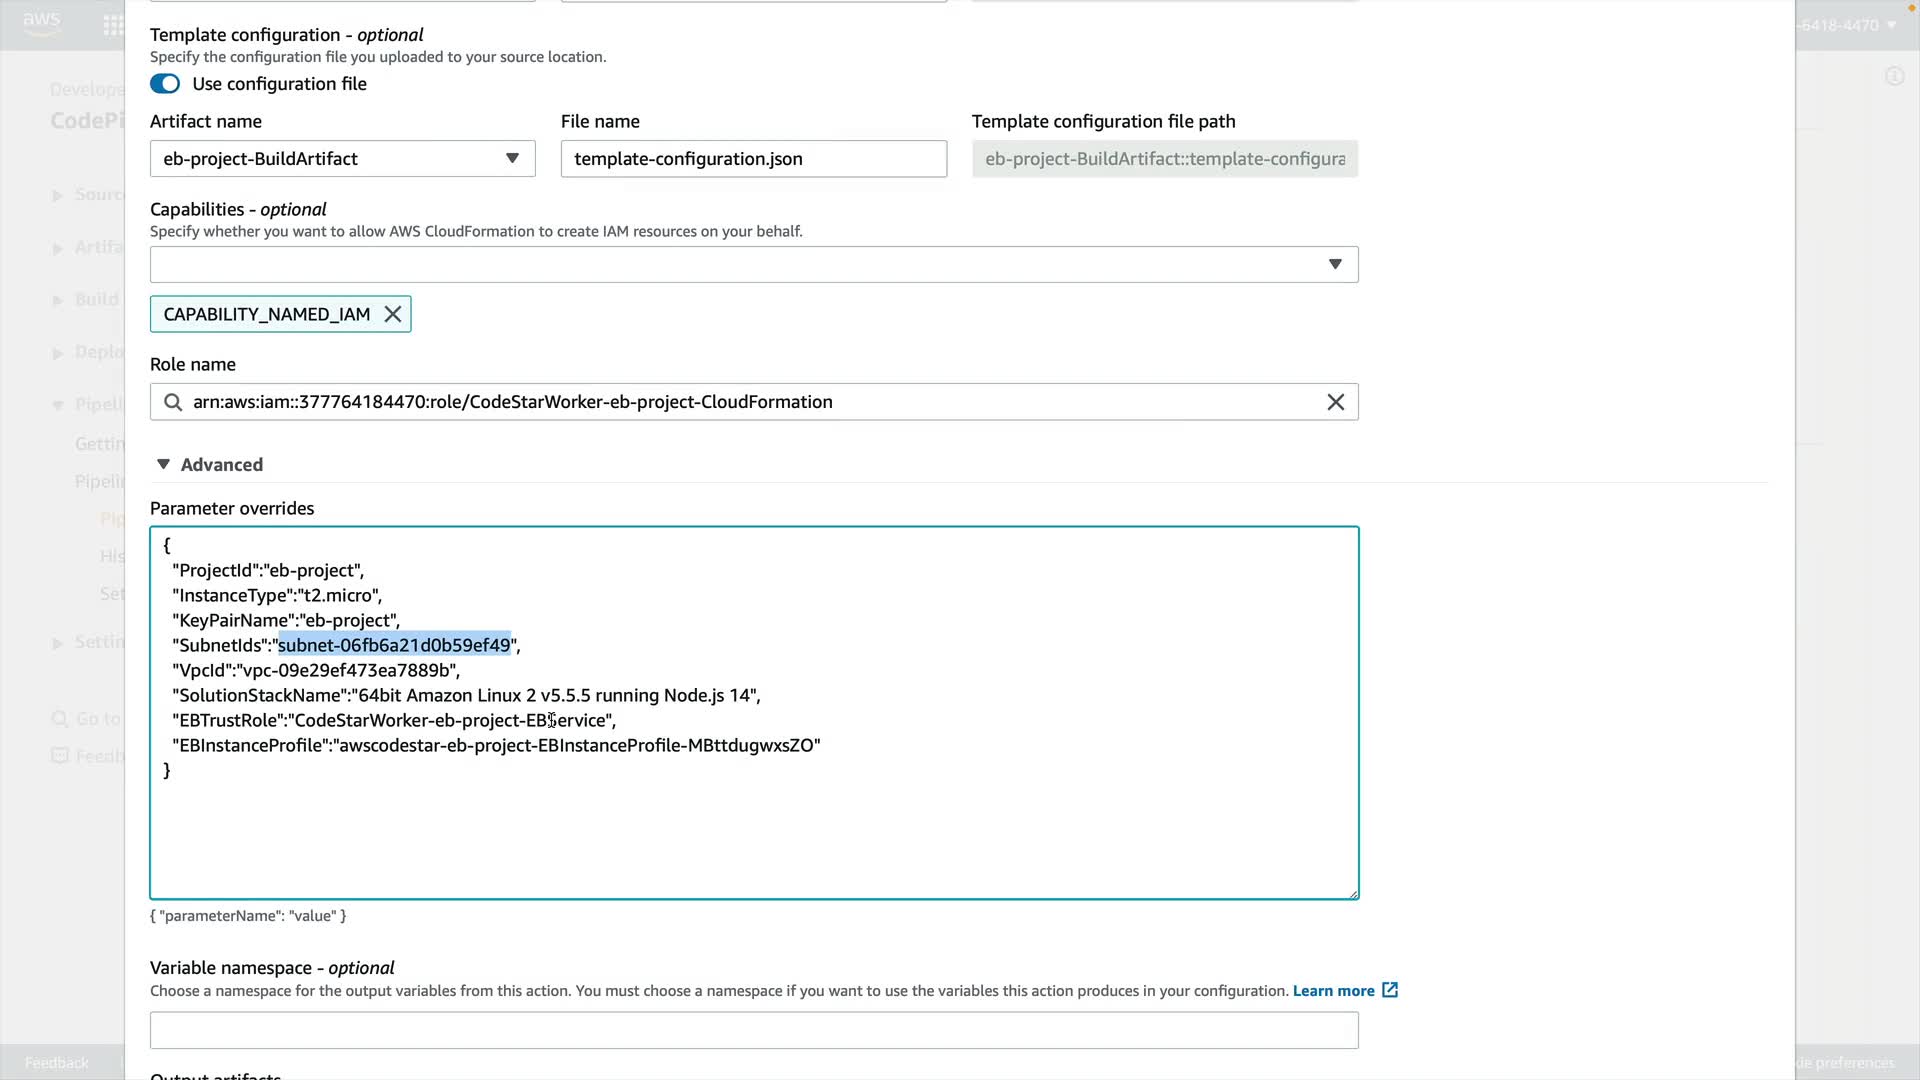 aws
-6418-4470
Template configuration - optional
Specify the configuration file you uploaded to your source location.
Use configuration file
Develope
CodePi
Artifact name
File name
Template configuration file path
eb-project-BuildArtifact
template-configuration.json
eb-project-BuildArtifact::template-configura
Sourc
Capabilities - optional
Specify whether you want to allow AWS CloudFormation to create IAM resources on your behalf.
Artifa
Build
CAPABILITY_NAMED_IAM
Deplo
Role name
arn:aws:iam::377764184470:role/CodeStarWorker-eb-project-CloudFormation
Pipeli
Gettin
Advanced
Pipelin
Parameter overrides
Pip
{
His
"ProjectId":"eb-project",
"InstanceType":"t2.micro",
Set
"KeyPairName":"eb-project",
"SubnetIds":"subnet-06fb6a21d0b59ef49",
Settin
"VpcId":"vpc-09e29ef473ea7889b",
"SolutionStackName":"64bit Amazon Linux 2 v5.5.5 running Node.js 14",
Go to
"EBTrustRole":"CodeStarWorker-eb-project-EBService",
"EBInstanceProfile":"awscodestar-eb-project-EBInstanceProfile-MBttdugwxsZO"
Feedb
}
{ "parameterName": "value" }
Variable namespace - optional
Choose a namespace for the output variables from this action. You must choose a namespace if you want to use the variables this action produces in your configuration. Learn more
Feedback
kie preferences
Output artifacts